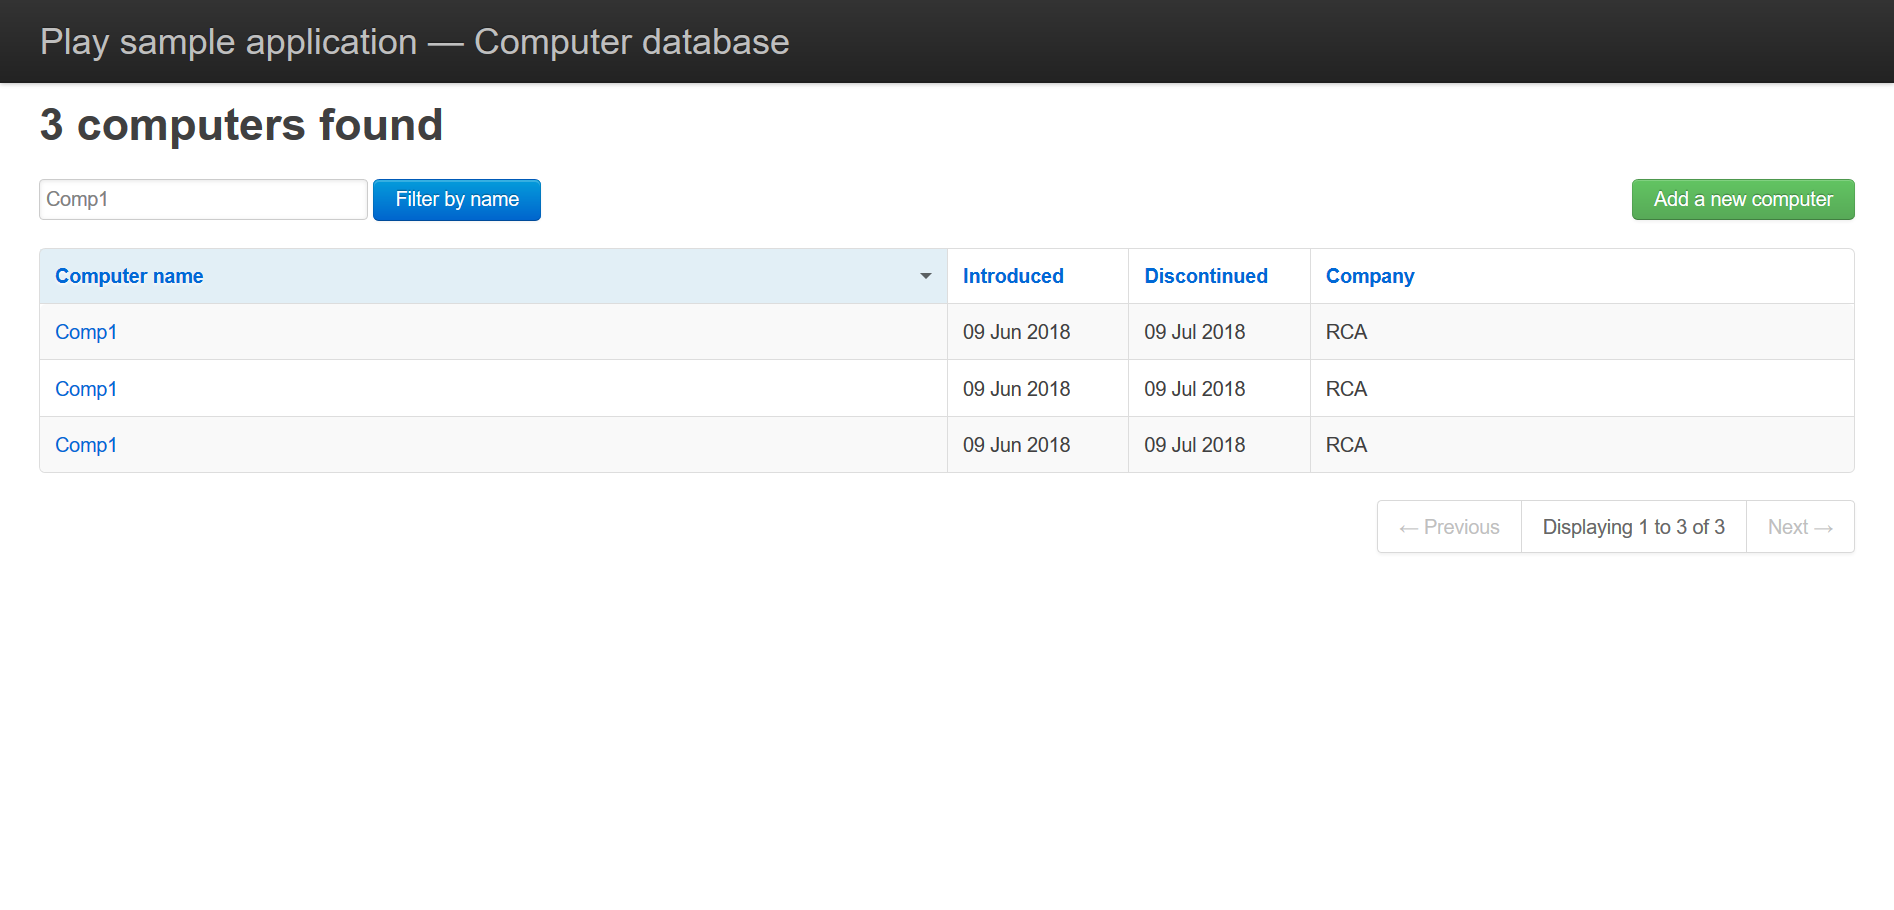 Play sample application — Computer database
3 computers found
Comp1 Filter by name Add a new computer
Computer name Introduced Discontinued Company
Comp1 09 Jun 2018 09 Jul 2018 RCA
Comp1 09 Jun 2018 09 Jul 2018 RCA
Comp1 09 Jun 2018 09 Jul 2018 RCA
← Previous Displaying 1 to 3 of 3 Next →